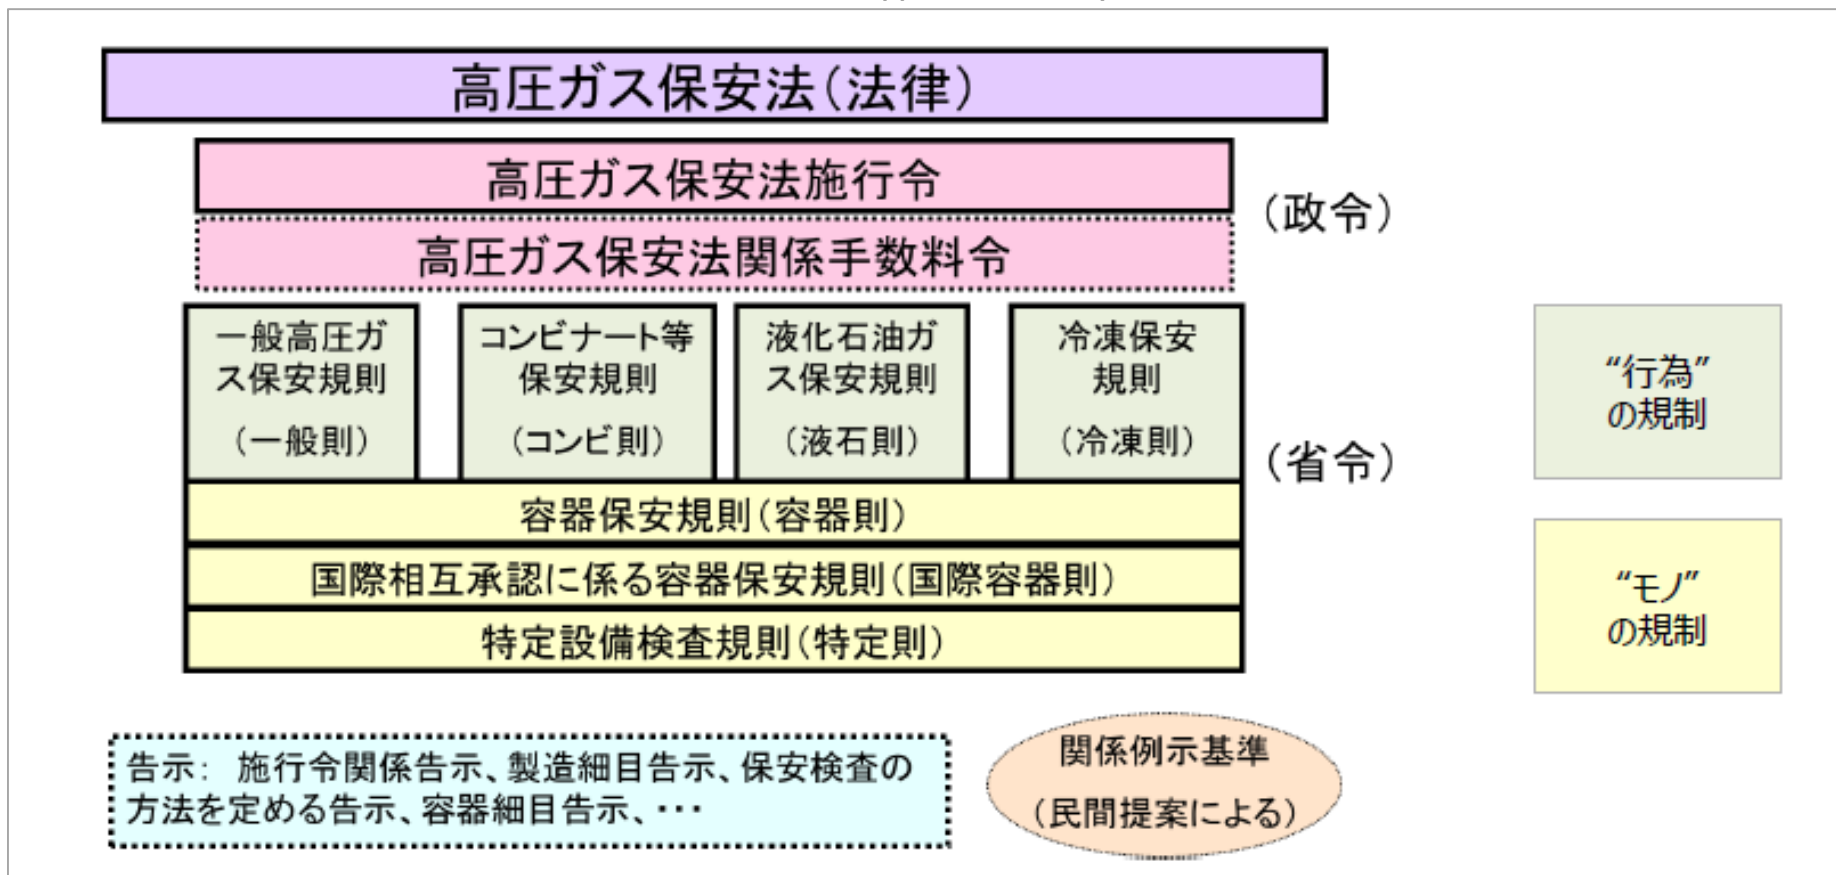 高圧ガス保安法（法律）
高圧ガス保安法施行令
高圧ガス保安法関係手数料令
（政令）
一般高圧ガ
ス保安規則
（一般則）
コンビナート等
保安規則
（コンビ則）
液化石油ガ
ス保安規則
（液石則）
冷凍保安
規則
（冷凍則）
（省令）
容器保安規則（容器則）
国際相互承認に係る容器保安規則（国際容器則）
特定設備検査規則（特定則）
“行為”
の規制
“モノ”
の規制
告示： 施行令関係告示、製造細目告示、保安検査の
方法を定める告示、容器細目告示、・・・
関係例示基準
（民間提案による）